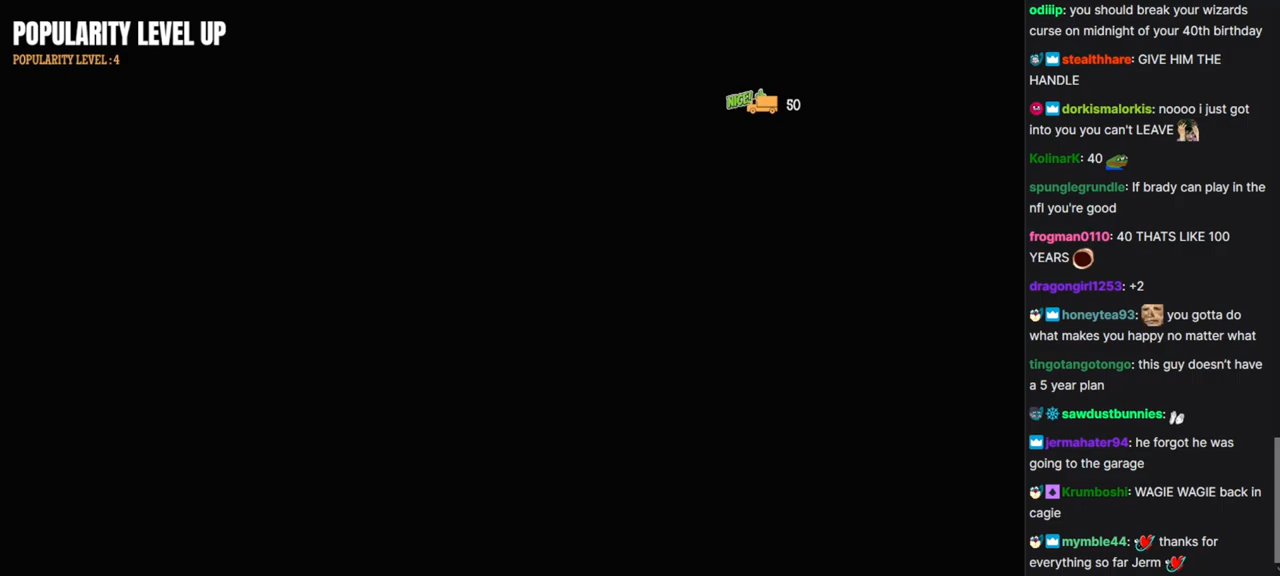 POPULARITY LEVEL UP
POPULARITY LEVEL: 4
NIGEL
50
odiiip: you should break your wizards
curse on midnight of your 40th birthday
stealthhare: GIVE HIM THE
HANDLE
dorkismalorkis: noooo i just got
into you you can't LEAVE
KolinarK: 40
spunglegrundle: If brady can play in the
nfl you're good
frogman0110: 40 THATS LIKE 100
YEARS
dragongirl1253: +2
honeytea93: you gotta do
what makes you happy no matter what
tingotangotongo: this guy doesn't have
a 5 year plan
sawdustbunnies:
jermahater94: he forgot he was
going to the garage
Krumboshi: WAGIE WAGIE back in
cagie
mymble44: thanks for
everything so far Jerm